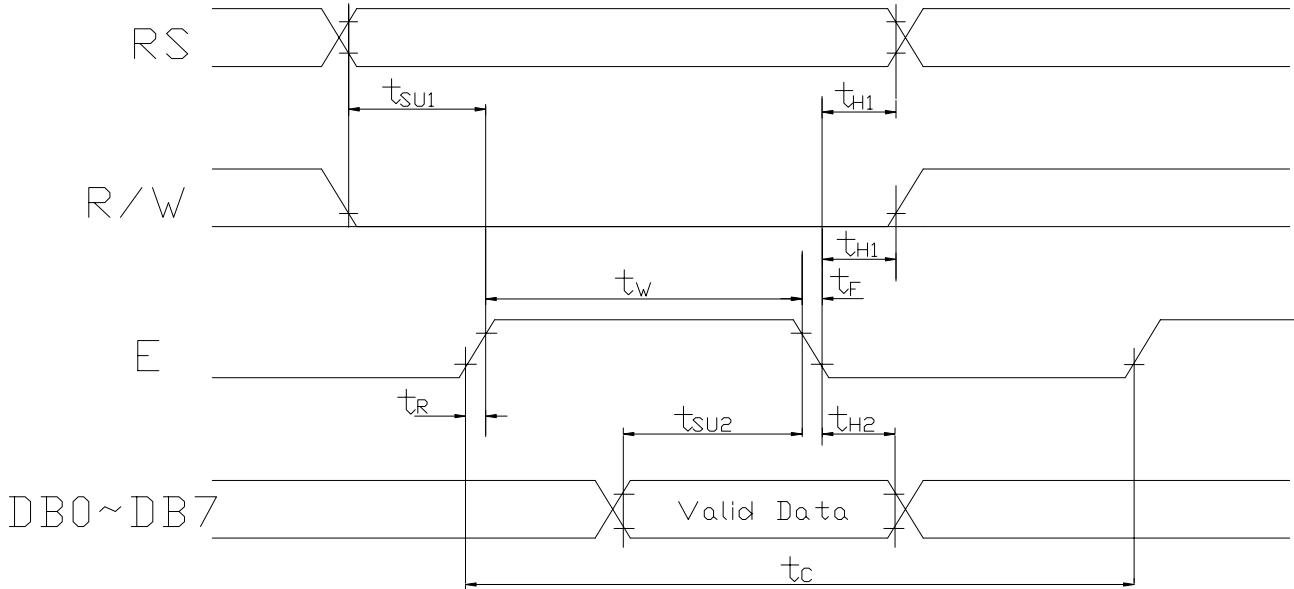 RS
tSU1
tH1
R/W
tH1
tW
tF
E
tR
tSU2
tH2
DB0~DB7
Valid Data
tC